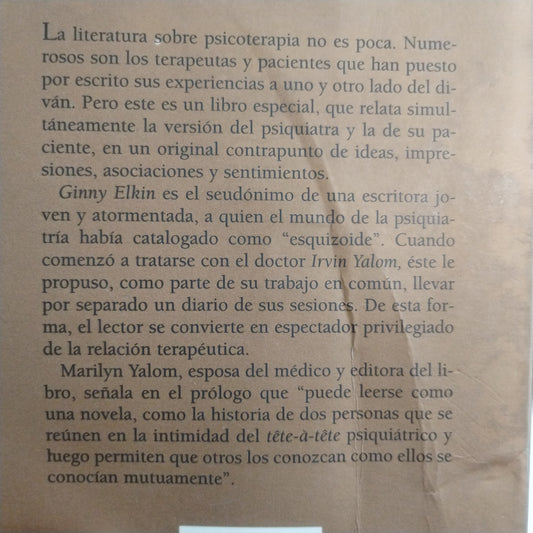 La literatura sobre psicoterapia no es poca. Nume-
rosos son los terapeutas y pacientes que han puesto
por escrito sus experiencias a uno y otro lado del di-
ván. Pero este es un libro especial, que relata simul-
táneamente la versión del psiquiatra y la de su pa-
ciente, en un original contrapunto de ideas, impre-
siones, asociaciones y sentimientos.
Ginny Elkin es el seudónimo de una escritora jo-
ven y atormentada, a quien el mundo de la psiquia-
tría había catalogado como “esquizoide”. Cuando
comenzó a tratarse con el doctor Irvin Yalom, éste le
propuso, como parte de su trabajo en común, llevar
por separado un diario de sus sesiones. De esta for-
ma, el lector se convierte en espectador privilegiado
de la relación terapéutica.
Marilyn Yalom, esposa del médico y editora del li-
bro, señala en el prólogo que “puede leerse como
una novela, como la historia de dos personas que se
reúnen en la intimidad del tête-à-tête psiquiátrico y
luego permiten que otros los conozcan como ellos se
conocían mutuamente”.